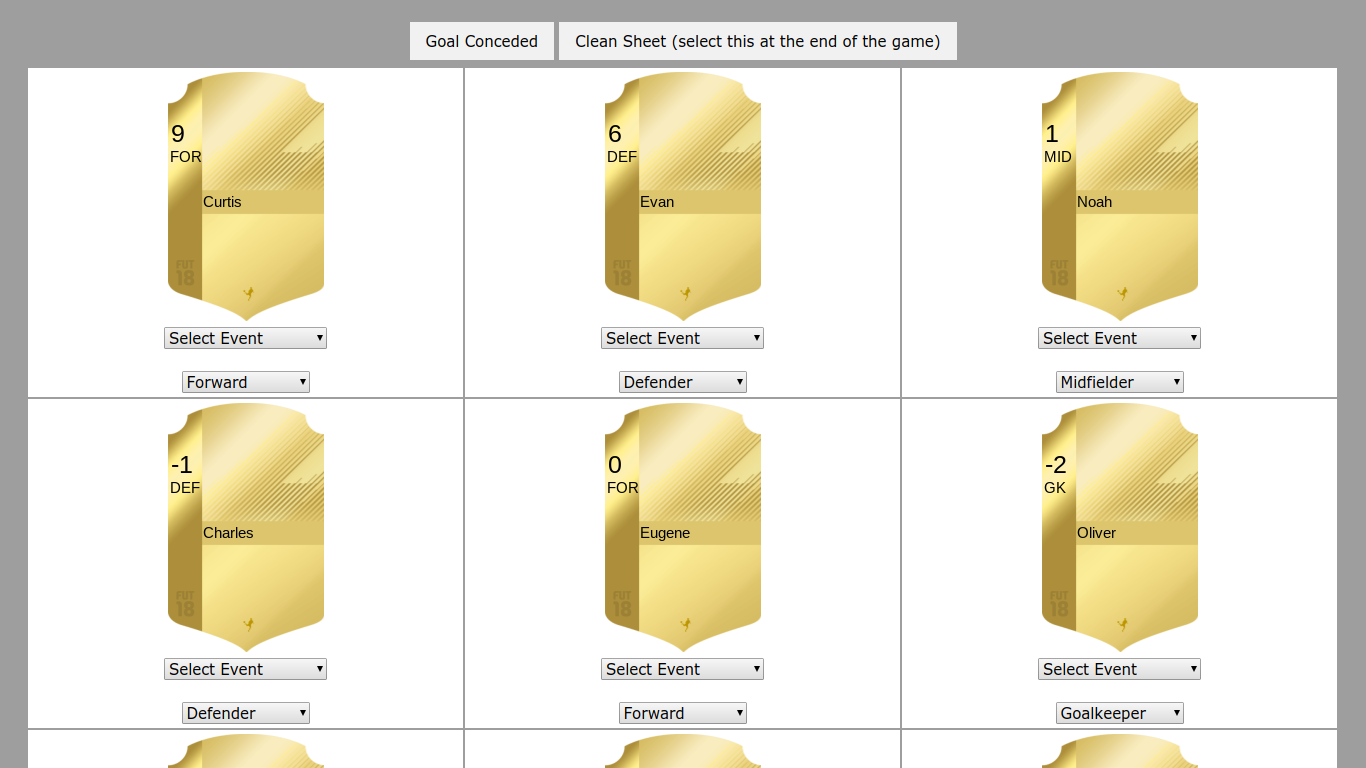 Goal Conceded
Clean Sheet (select this at the end of the game)
9
FOR
Curtis
FUT
18
Select Event
Forward
6
DEF
Evan
FUT
18
Select Event
Defender
1
MID
Noah
FUT
18
Select Event
Midfielder
-1
DEF
Charles
FUT
18
Select Event
Defender
0
FOR
Eugene
FUT
18
Select Event
Forward
-2
GK
Oliver
FUT
18
Select Event
Goalkeeper